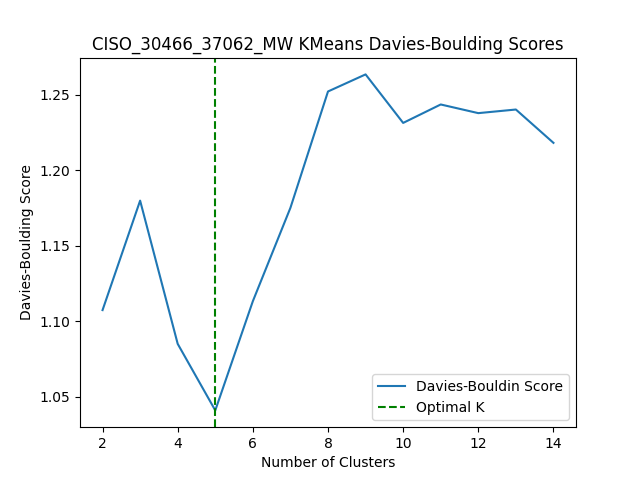 CISO_30466_37062_MW KMeans Davies-Boulding Scores
Davies-Boulding Score
1.25
1.20
1.15
1.10
1.05
2 4 6 8 10 12 14
Number of Clusters
Davies-Bouldin Score
Optimal K